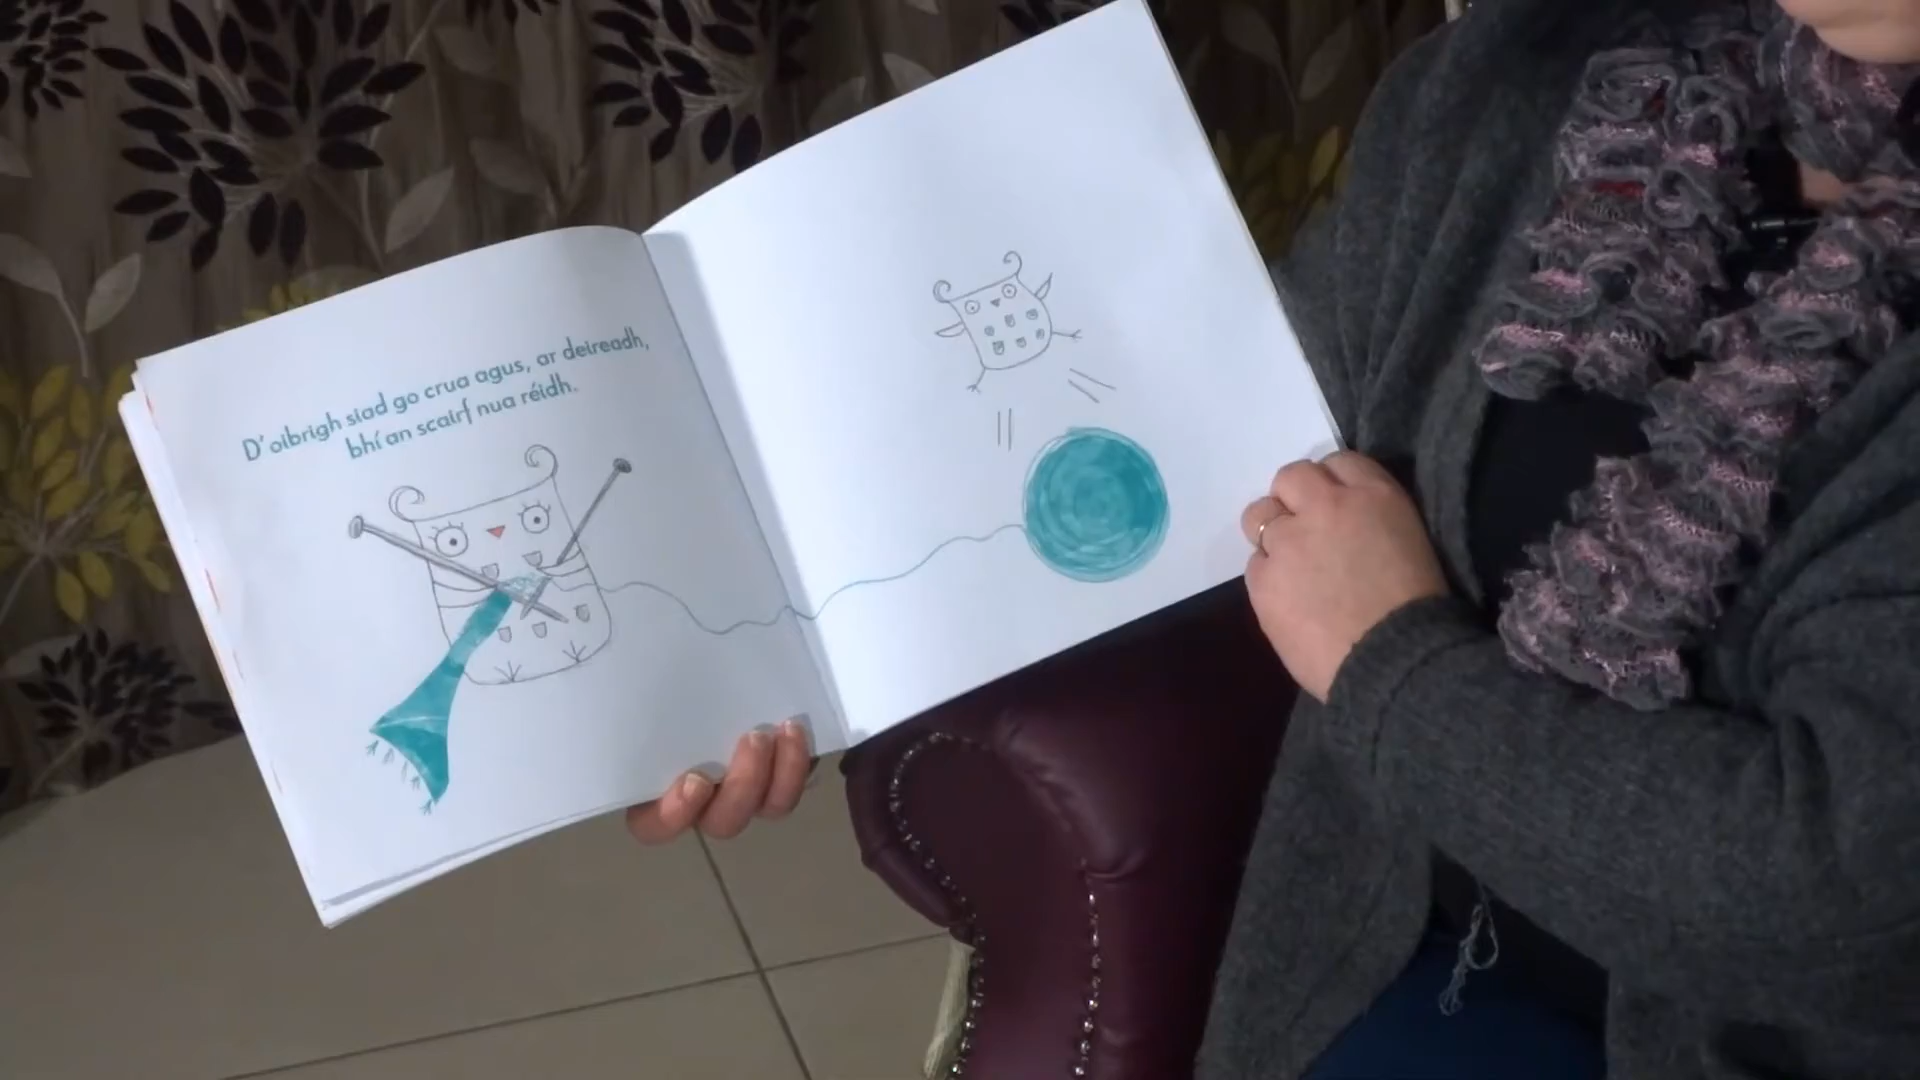 D'oibrigh siad go crua agus, ar deireadh,
bhí an scairf nua réidh.